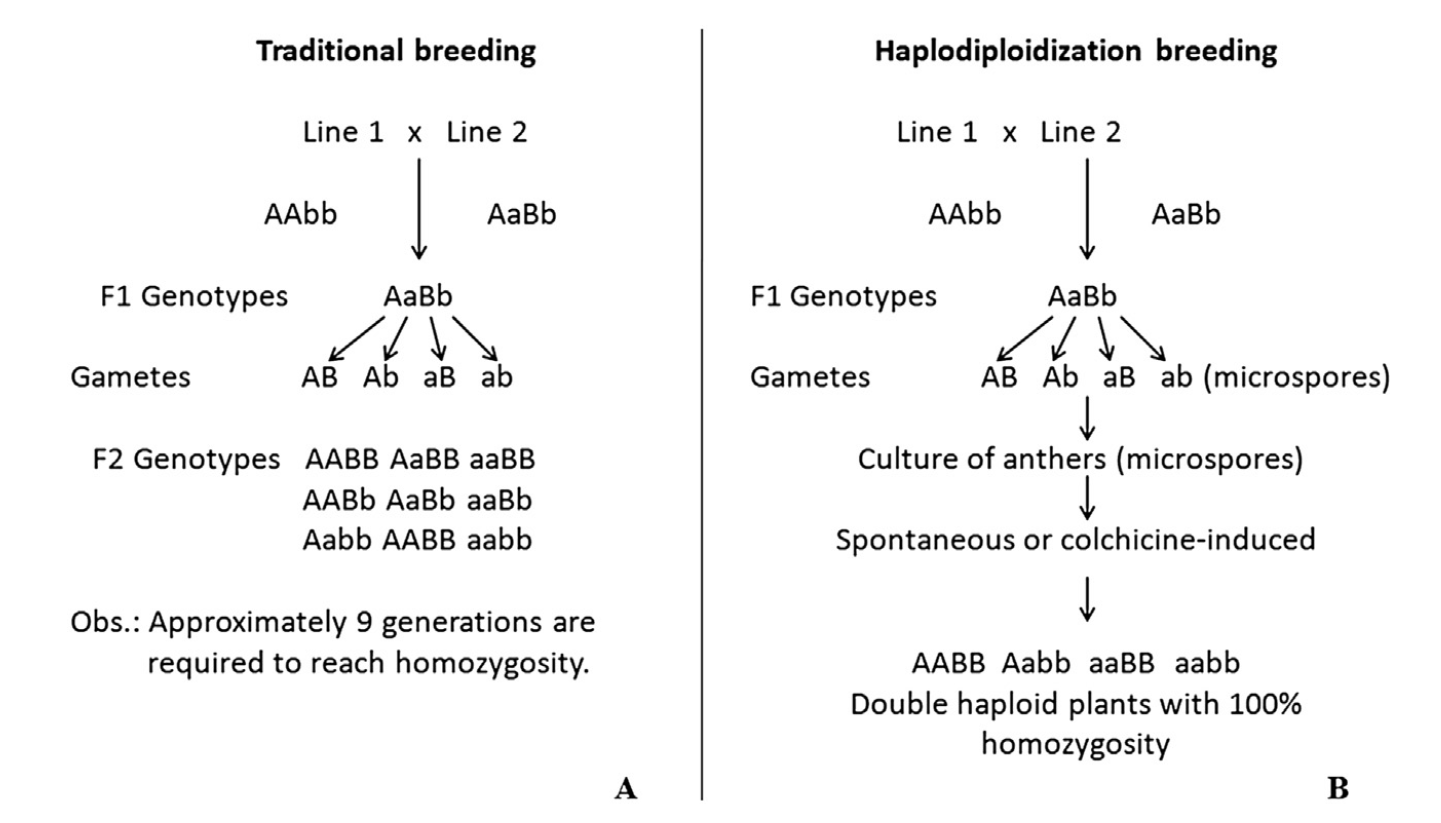 Traditional breeding
Line 1 x Line 2
AAbb AaBb
F1 Genotypes AaBb
Gametes AB Ab aB ab
F2 Genotypes AABB AaBB aaBB
AABb AaBb aaBb
Aabb AABB aabb
Obs.: Approximately 9 generations are
required to reach homozygosity.
A
Haplodiploidization breeding
Line 1 x Line 2
AAbb AaBb
F1 Genotypes AaBb
Gametes AB Ab aB ab (microspores)
Culture of anthers (microspores)
Spontaneous or colchicine-induced
AABB Aabb aaBB aabb
Double haploid plants with 100%
homozygosity
B